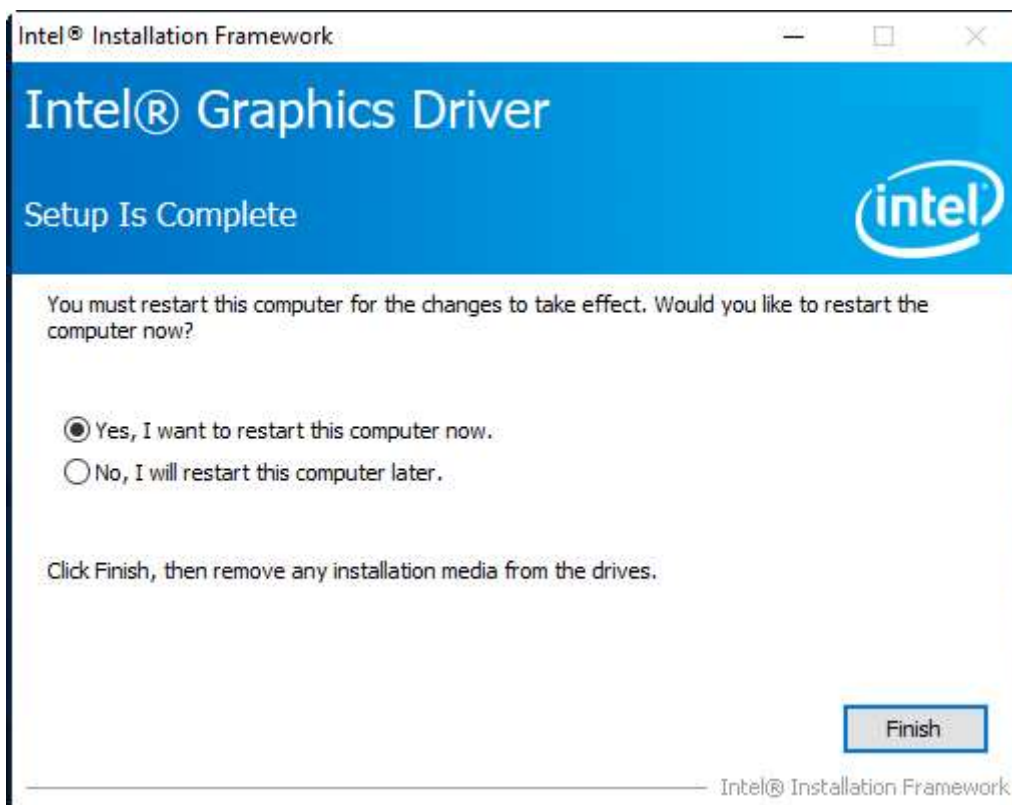 Intel® Installation Framework
Intel® Graphics Driver
Setup Is Complete
intel
You must restart this computer for the changes to take effect. Would you like to restart the
computer now?
Yes, I want to restart this computer now.
No, I will restart this computer later.
Click Finish, then remove any installation media from the drives.
Finish
Intel® Installation Framework